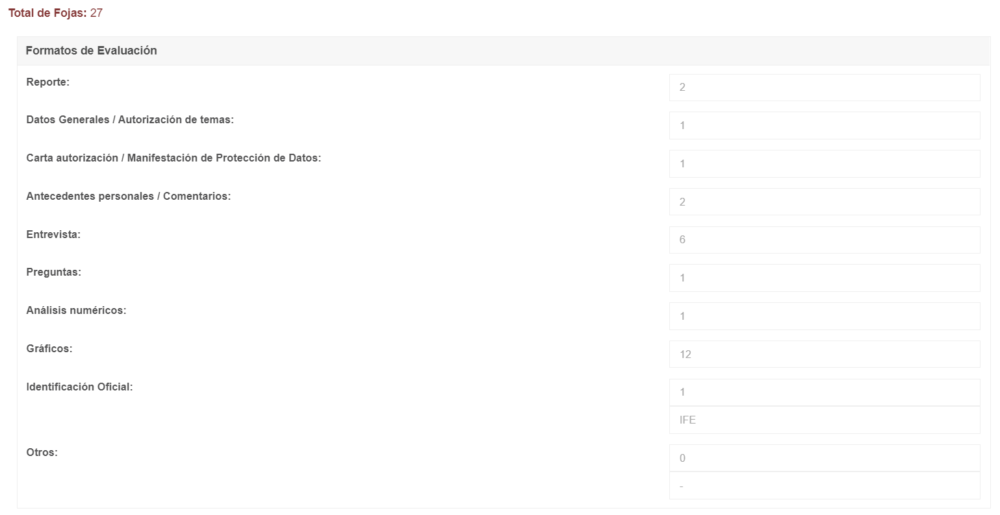 Total de Fojas: 27
Formatos de Evaluación
Reporte: 2
Datos Generales / Autorización de temas: 1
Carta autorización / Manifestación de Protección de Datos: 1
Antecedentes personales / Comentarios: 2
Entrevista: 6
Preguntas: 1
Análisis numéricos: 1
Gráficos: 12
Identificación Oficial: 1
IFE
Otros: 0
-